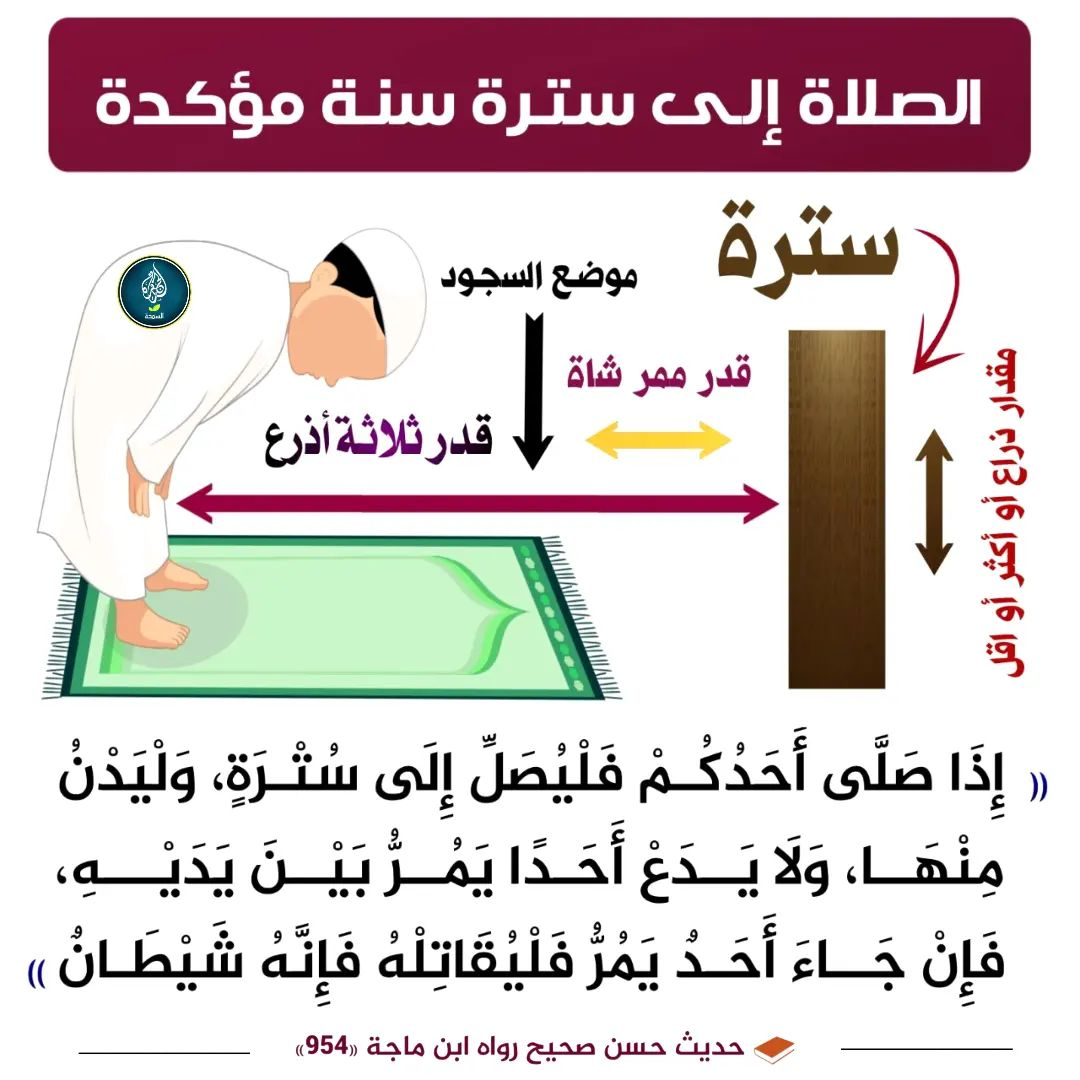 الصلاة إلى سترة سنة مؤكدة
سترة
موضع السجود
قدر ممر شاة
قدر ثلاثة أذرع
مقدار ذراع أو أكثر أو اقل
(( إِذَا صَلَّى أَحَدُكُمْ فَلْيُصَلِّ إِلَى سُتْرَةٍ، وَلْيَدْنُ
مِنْهَا، وَلَا يَدَعْ أَحَدًا يَمُرُّ بَيْنَ يَدَيْهِ،
فَإِنْ جَاءَ أَحَدٌ يَمُرُّ فَلْيُقَاتِلْهُ فَإِنَّهُ شَيْطَانٌ ))
حديث حسن صحيح رواه ابن ماجة «954»